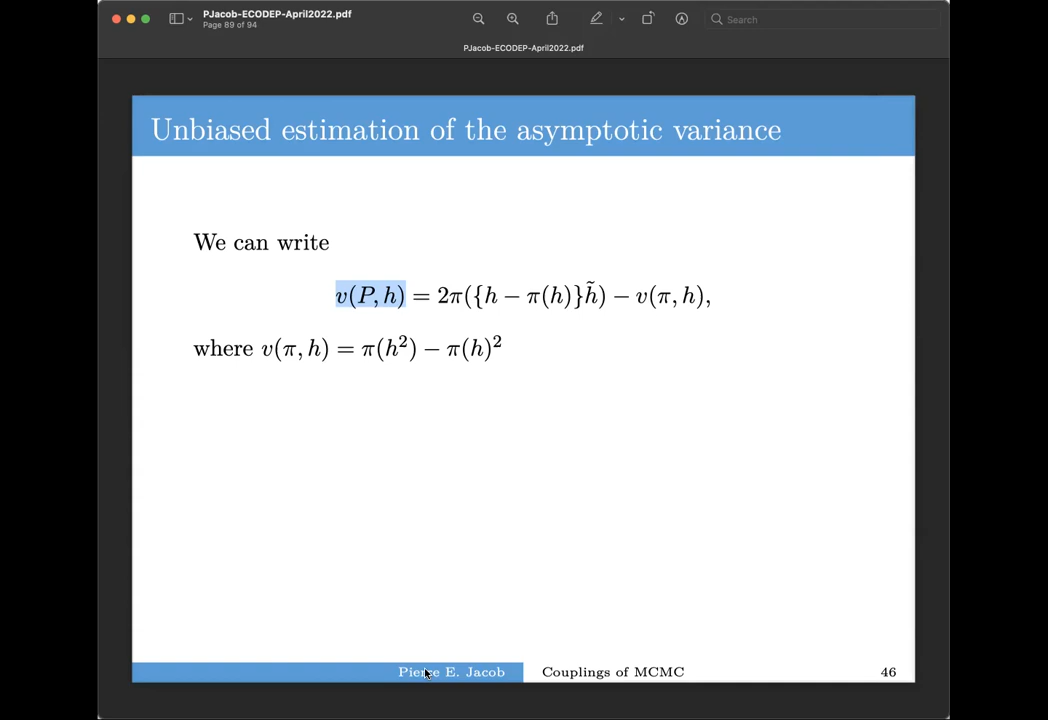 PJacob-ECODEP-April2022.pdf
Page 89 of 94
Search
PJacob-ECODEP-April2022.pdf
Unbiased estimation of the asymptotic variance
We can write
v(P, h) = 2π({h − π(h)}h̃) − v(π, h),
where v(π, h) = π(h²) − π(h)²
Pierre E. Jacob
Couplings of MCMC
46